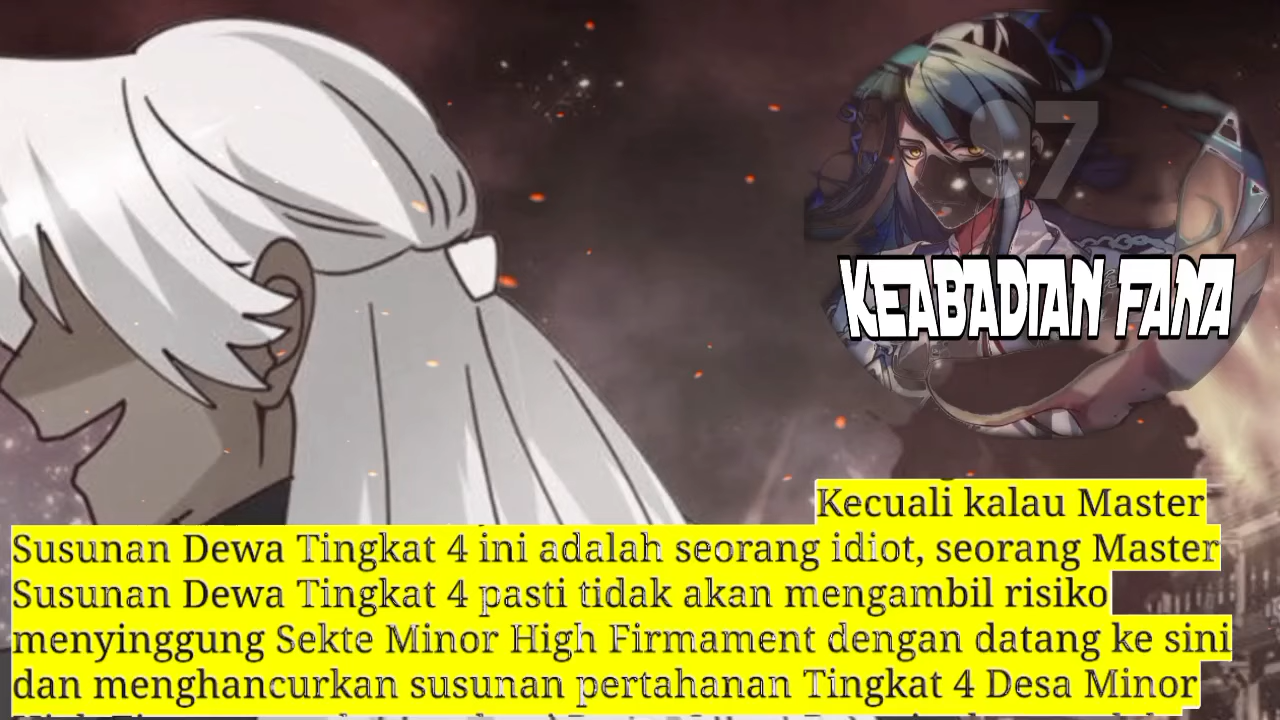 97
KEABADIAN FANA
Kecuali kalau Master
Susunan Dewa Tingkat 4 ini adalah seorang idiot, seorang Master
Susunan Dewa Tingkat 4 pasti tidak akan mengambil risiko
menyinggung Sekte Minor High Firmament dengan datang ke sini
dan menghancurkan susunan pertahanan Tingkat 4 Desa Minor